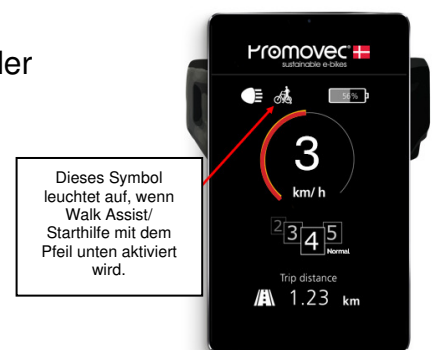 der
Promovec
sustainable e-bikes
56%
Dieses Symbol
leuchtet auf, wenn
Walk Assist/
Starthilfe mit dem
Pfeil unten aktiviert
wird.
3
km/h
2 3 4 5
Normal
Trip distance
1.23 km